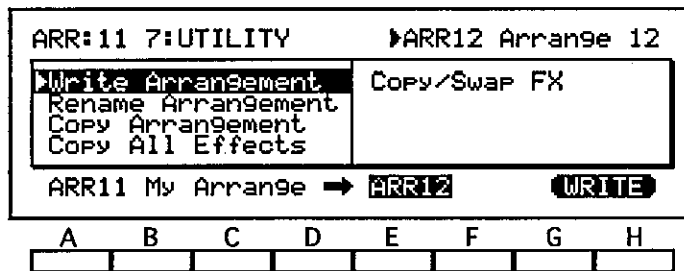 ARR:11 7:UTILITY ▶ARR12 Arrange 12
▶Write Arrangement Copy/Swap FX
Rename Arrangement
Copy Arrangement
Copy All Effects
ARR11 My Arrange ➡ ARR12 WRITE
A B C D E F G H